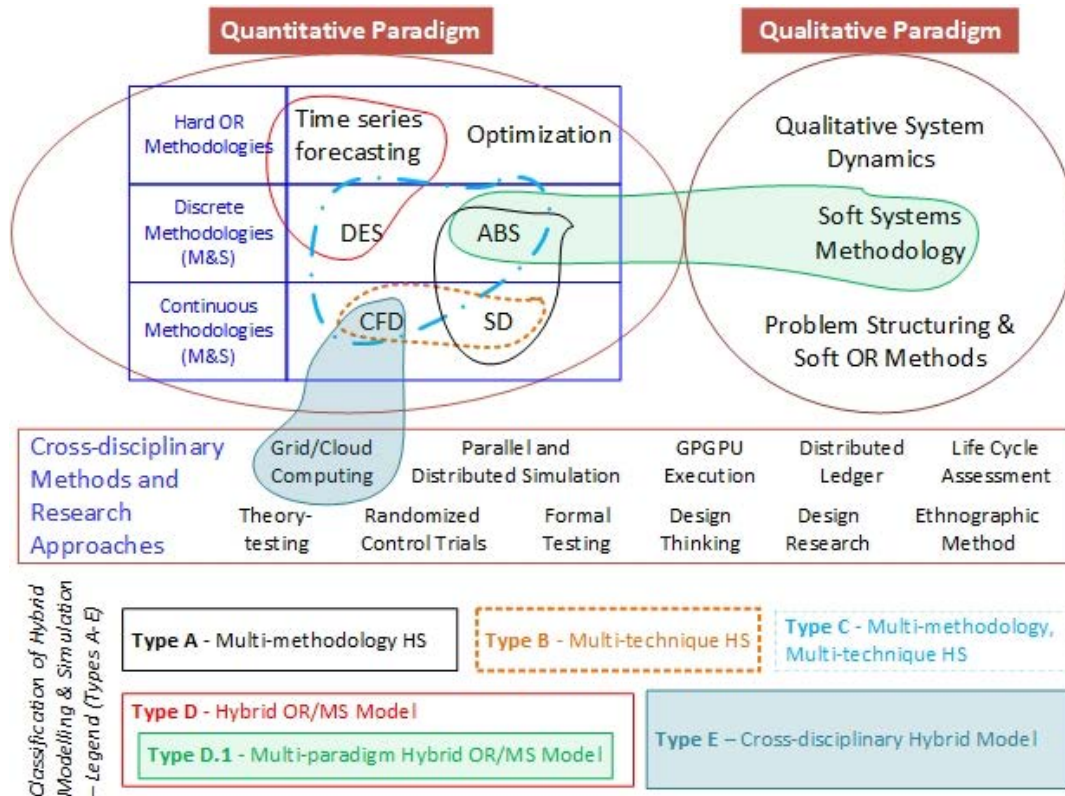 Quantitative Paradigm
Qualitative Paradigm
Hard OR
Methodologies
Time series
forecasting
Optimization
Discrete
Methodologies
(M&S)
DES
ABS
Continuous
Methodologies
(M&S)
CFD
SD
Qualitative System
Dynamics
Soft Systems
Methodology
Problem Structuring &
Soft OR Methods
Cross-disciplinary
Methods and
Research
Approaches
Grid/Cloud
Computing
Parallel and
Distributed Simulation
GPGPU
Execution
Distributed
Ledger
Life Cycle
Assessment
Theory-
testing
Randomized
Control Trials
Formal
Testing
Design
Thinking
Design
Research
Ethnographic
Method
Classification of Hybrid
Modelling & Simulation
– Legend (Types A-E)
Type A - Multi-methodology HS
Type B - Multi-technique HS
Type C - Multi-methodology,
Multi-technique HS
Type D - Hybrid OR/MS Model
Type D.1 - Multi-paradigm Hybrid OR/MS Model
Type E – Cross-disciplinary Hybrid Model